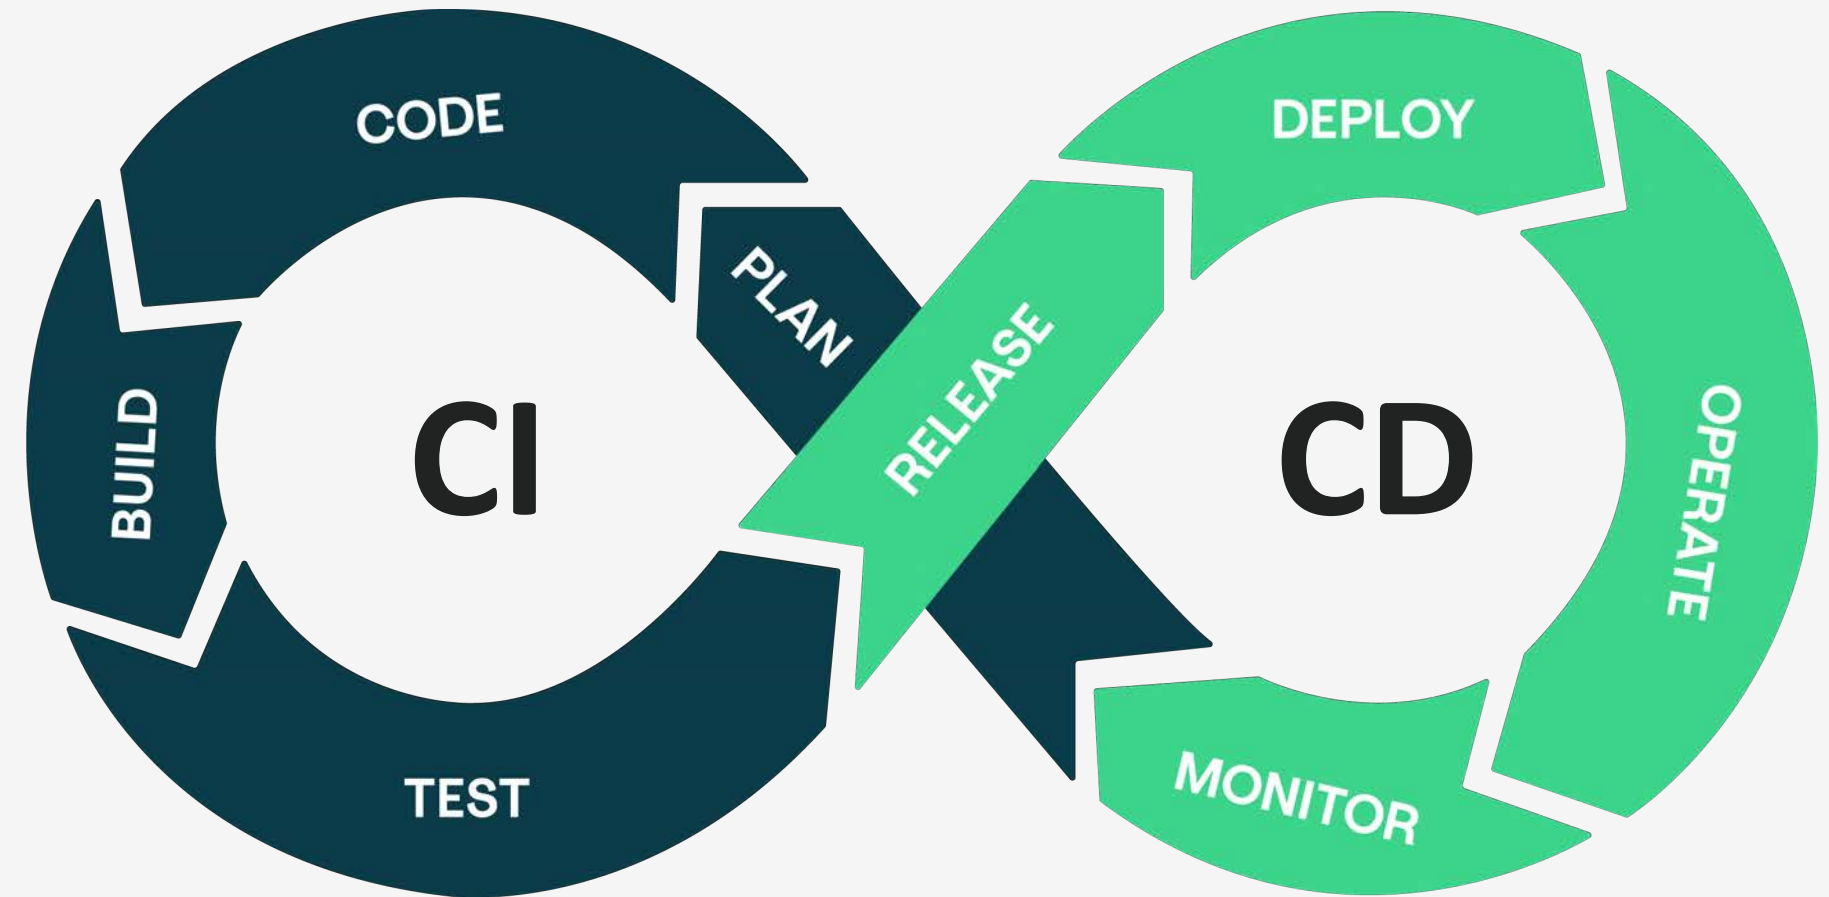 CODE
DEPLOY
PLAN
RELEASE
BUILD
CI
CD
OPERATE
TEST
MONITOR